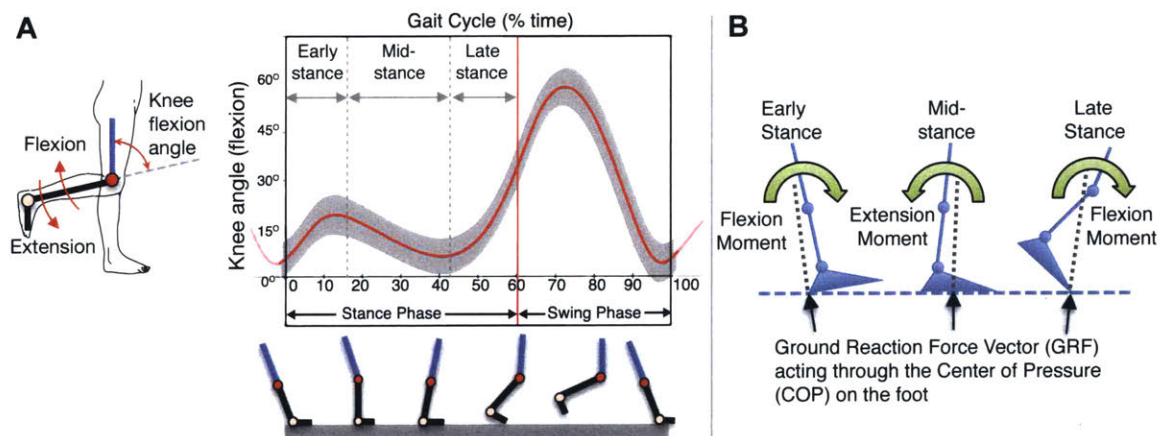 A
Knee
flexion
angle
Flexion
Extension
Gait Cycle (% time)
Early
stance
Mid-
stance
Late
stance
Knee angle (flexion)
60°
45°
30°
15°
0°
0 10 20 30 40 50 60 70 80 90 100
Stance Phase
Swing Phase
B
Early
Stance
Mid-
stance
Late
Stance
Flexion
Moment
Extension
Moment
Flexion
Moment
Ground Reaction Force Vector (GRF)
acting through the Center of Pressure
(COP) on the foot